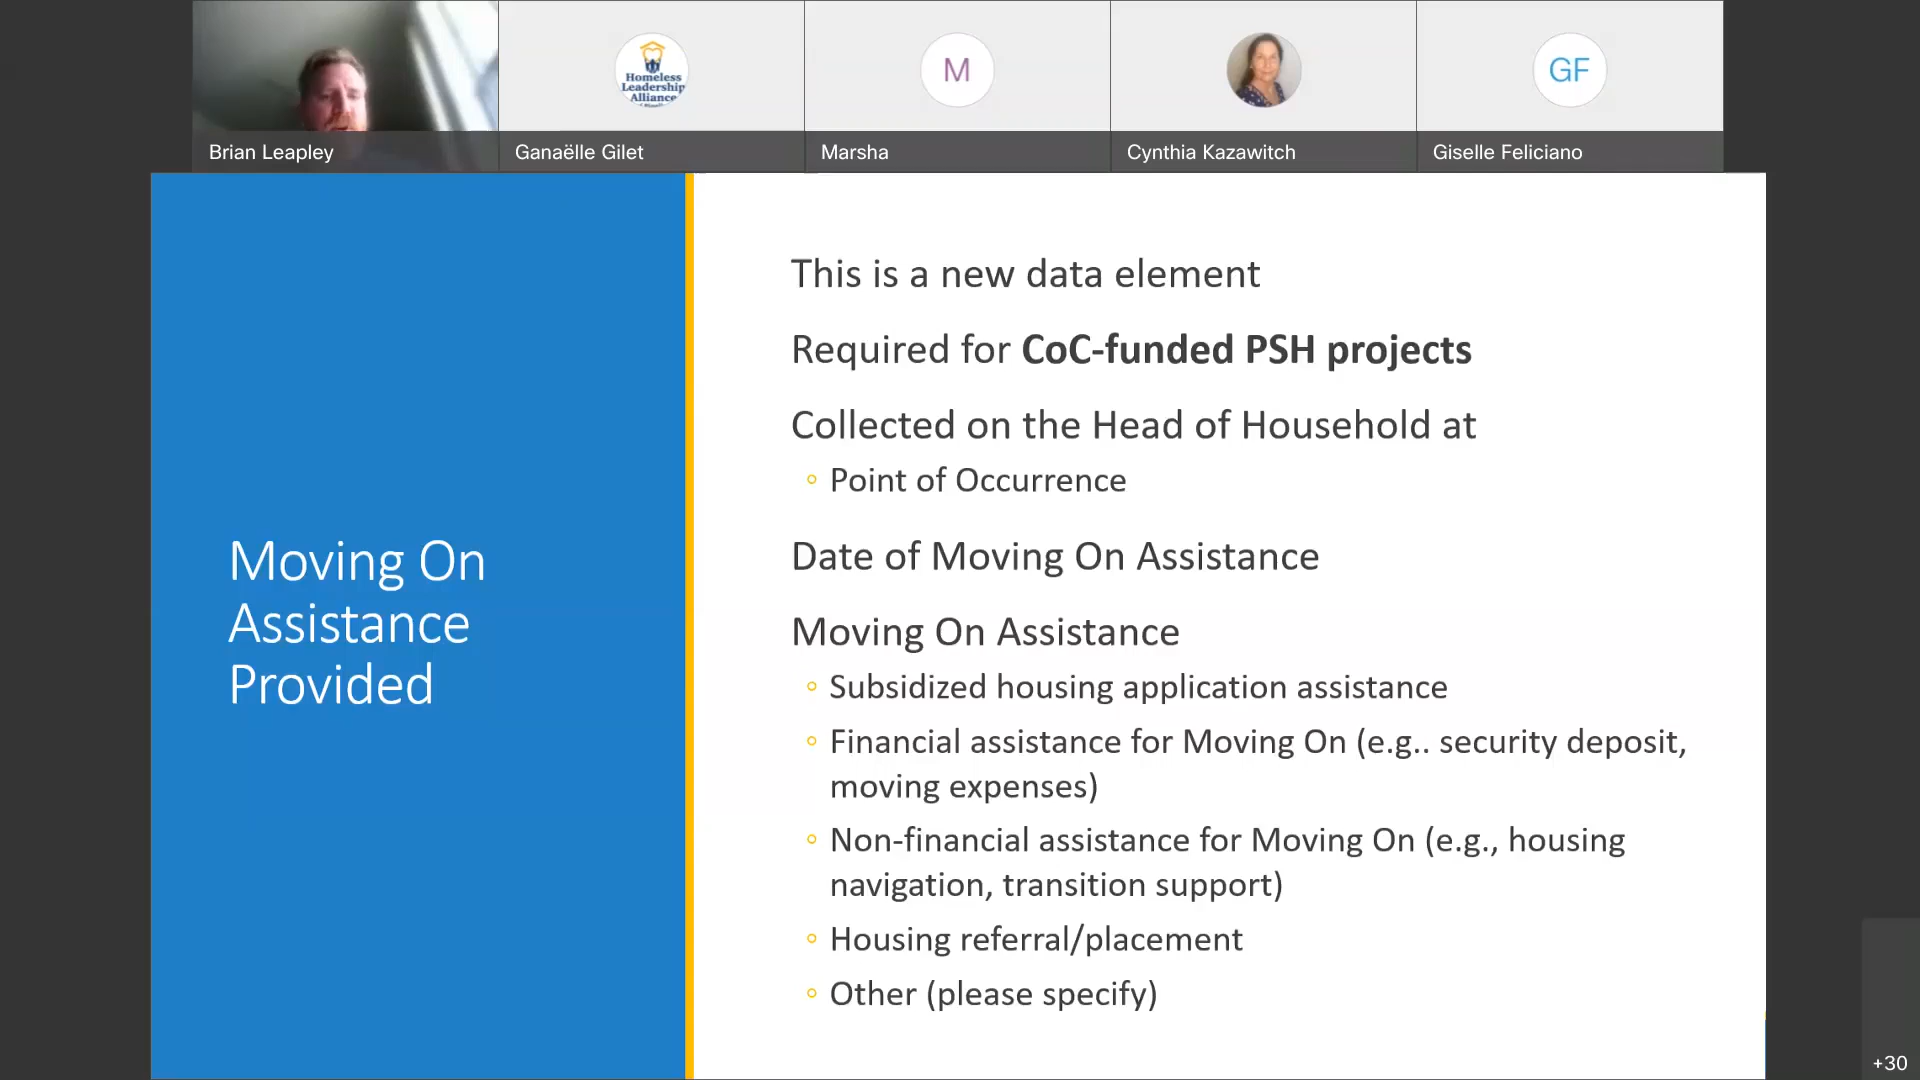 Homeless
Leadership
Alliance
M
GF
Brian Leapley
Ganaëlle Gilet
Marsha
Cynthia Kazawitch
Giselle Feliciano
Moving On
Assistance
Provided
This is a new data element
Required for CoC-funded PSH projects
Collected on the Head of Household at
Point of Occurrence
Date of Moving On Assistance
Moving On Assistance
Subsidized housing application assistance
Financial assistance for Moving On (e.g.. security deposit,
moving expenses)
Non-financial assistance for Moving On (e.g., housing
navigation, transition support)
Housing referral/placement
Other (please specify)
+30